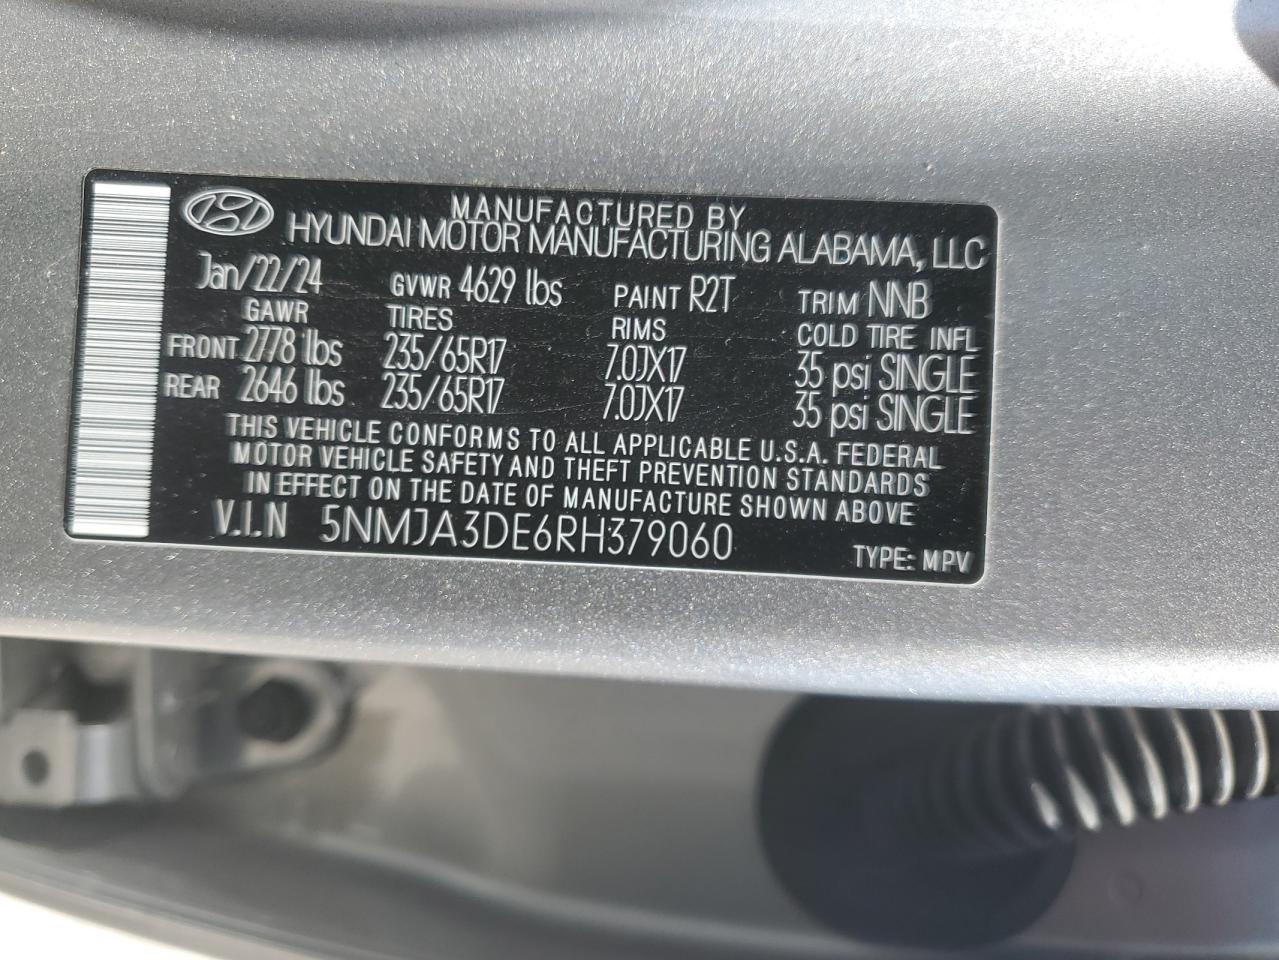 MANUFACTURED BY
HYUNDAI MOTOR MANUFACTURING ALABAMA, LLC
Jan/22/24 GVWR 4629 lbs PAINT R2T TRIM NNB
GAWR TIRES RIMS COLD TIRE INFL
FRONT 2778 lbs 235/65R17 7.0JX17 35 psi SINGLE
REAR 2646 lbs 235/65R17 7.0JX17 35 psi SINGLE
THIS VEHICLE CONFORMS TO ALL APPLICABLE U.S.A. FEDERAL
MOTOR VEHICLE SAFETY AND THEFT PREVENTION STANDARDS
IN EFFECT ON THE DATE OF MANUFACTURE SHOWN ABOVE
V.I.N 5NMJA3DE6RH379060 TYPE: MPV